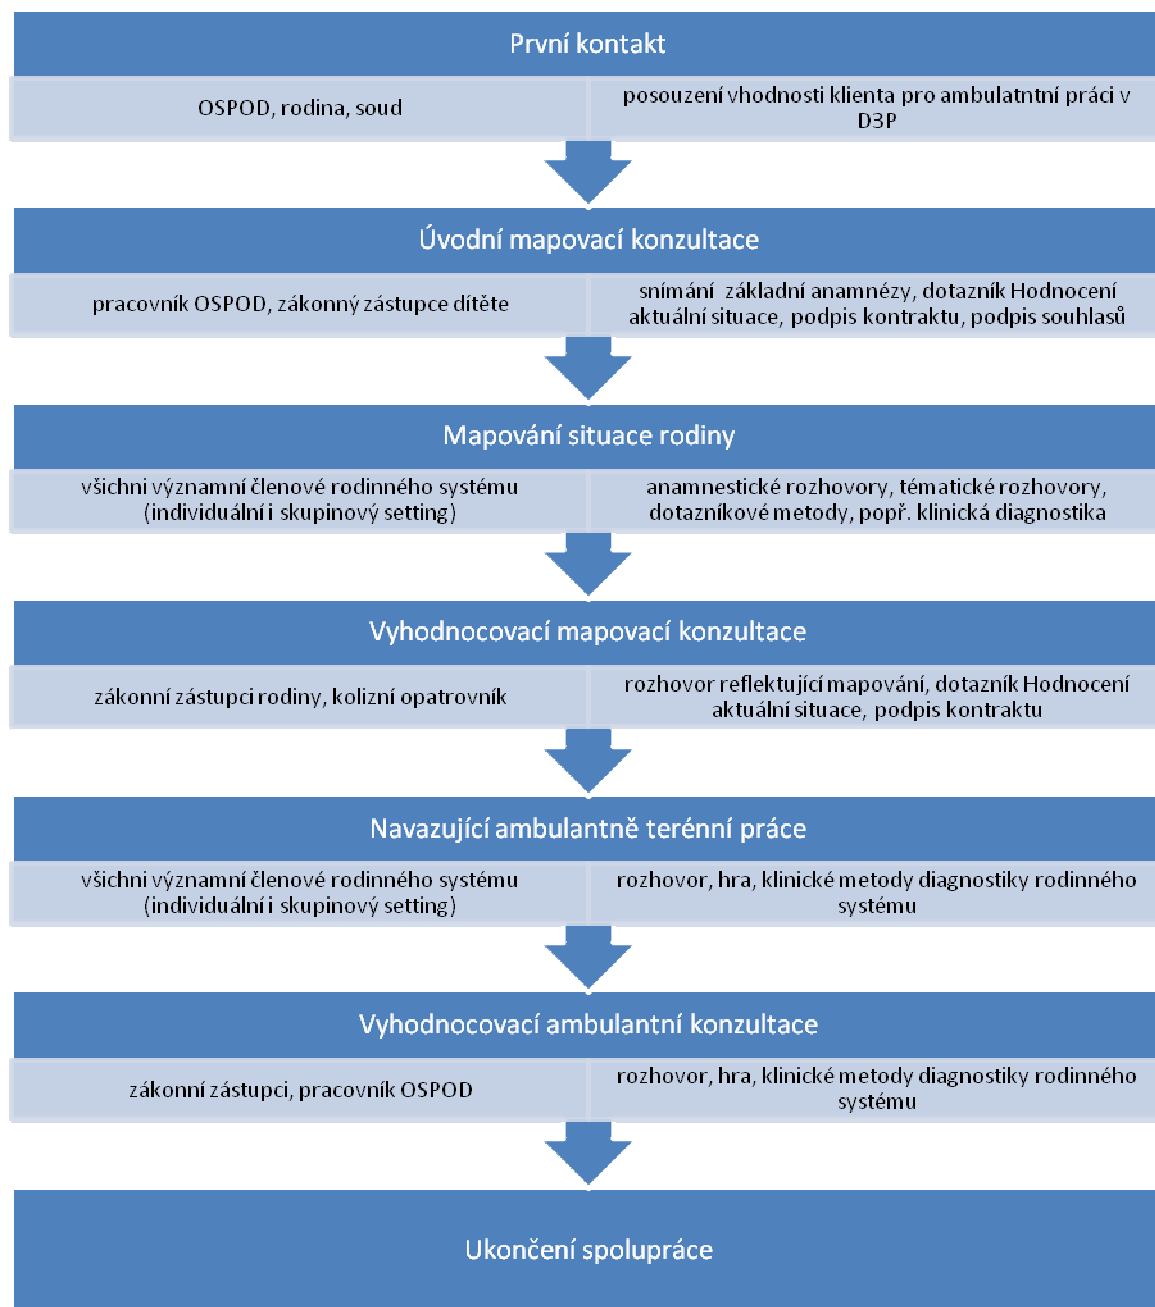 První kontakt
OSPOD, rodina, soud
posouzení vhodnosti klienta pro ambulatntní práci v
D3P
Úvodní mapovací konzultace
pracovník OSPOD, zákonný zástupce dítěte
snímání základní anamnézy, dotazník Hodnocení
aktuální situace, podpis kontraktu, podpis souhlasů
Mapování situace rodiny
všichni významní členové rodinného systému
(individuální i skupinový setting)
anamnestické rozhovory, tématické rozhovory,
dotazníkové metody, popř. klinická diagnostika
Vyhodnocovací mapovací konzultace
zákonní zástupci rodiny, kolizní opatrovník
rozhovor reflektující mapování, dotazník Hodnocení
aktuální situace, podpis kontraktu
Navazující ambulantně terénní práce
všichni významní členové rodinného systému
(individuální i skupinový setting)
rozhovor, hra, klinické metody diagnostiky rodinného
systému
Vyhodnocovací ambulantní konzultace
zákonní zástupci, pracovník OSPOD
rozhovor, hra, klinické metody diagnostiky rodinného
systému
Ukončení spolupráce